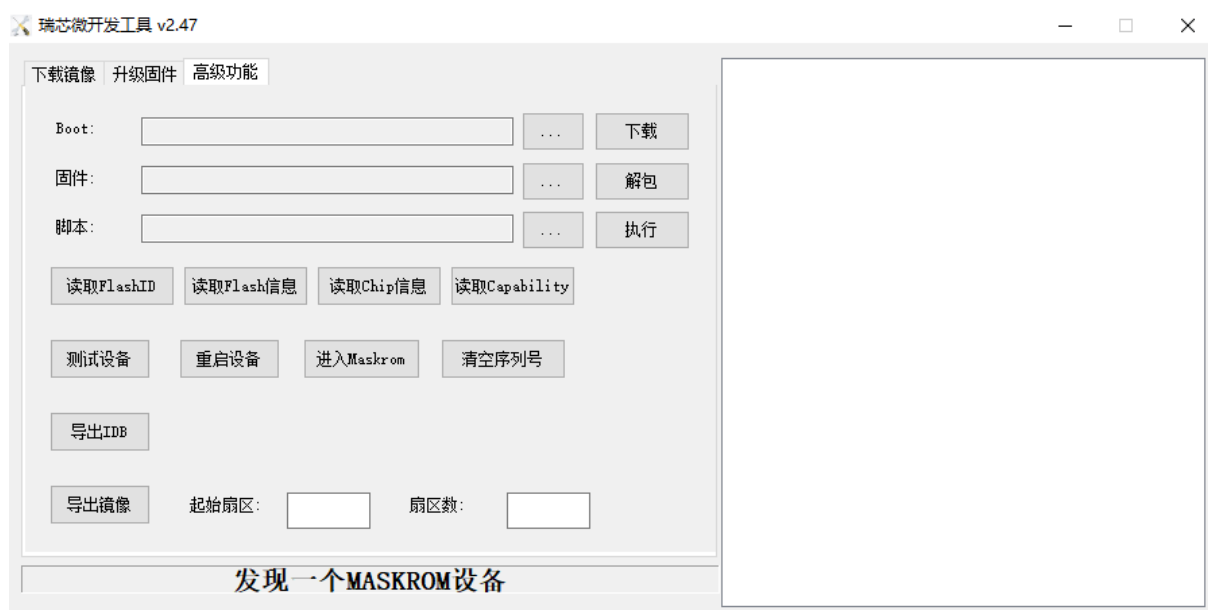 瑞芯微开发工具 v2.47
下载镜像 升级固件 高级功能
Boot: ... 下载
固件: ... 解包
脚本: ... 执行
读取FlashID 读取Flash信息 读取Chip信息 读取Capability
测试设备 重启设备 进入Maskrom 清空序列号
导出IDB
导出镜像 起始扇区: 扇区数:
发现一个MASKROM设备